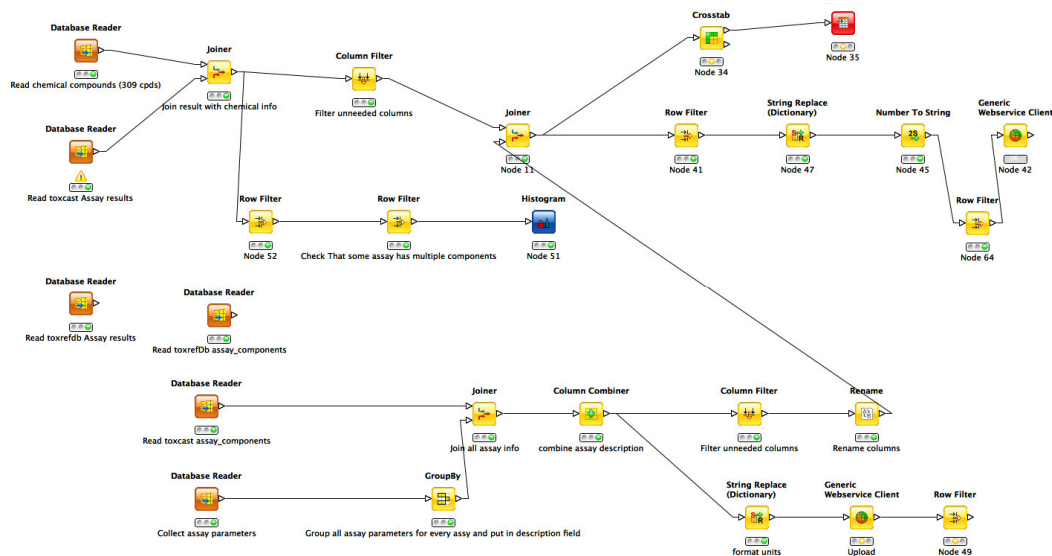 Crosstab
Node 34
Node 35
Database Reader
Read chemical compounds (309 cpds)
Joiner
Join result with chemical info
Column Filter
Filter unneeded columns
Database Reader
Read toxcast Assay results
Joiner
Node 11
Row Filter
Node 41
String Replace
(Dictionary)
Node 47
Number To String
2S
Node 45
Generic
Webservice Client
Node 42
Row Filter
Node 64
Row Filter
Node 52
Row Filter
Check That some assay has multiple components
Histogram
Node 51
Database Reader
Read toxrefdb Assay results
Database Reader
Read toxrefDb assay_components
Database Reader
Read toxcast assay_components
Joiner
Join all assay info
Column Combiner
combine assay description
Column Filter
Filter unneeded columns
Rename
Rename columns
Database Reader
Collect assay parameters
GroupBy
Group all assay parameters for every assy and put in description field
String Replace
(Dictionary)
format units
Generic
Webservice Client
Upload
Row Filter
Node 49